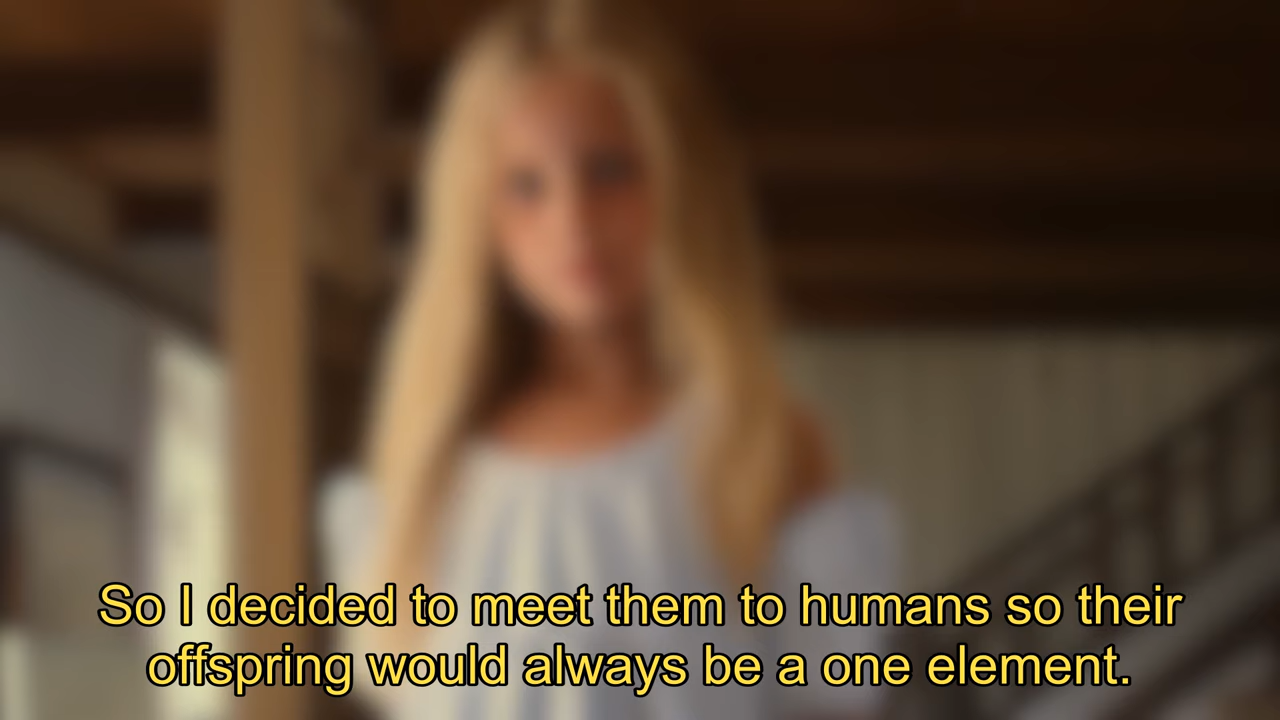 So I decided to meet them to humans so their
offspring would always be a one element.